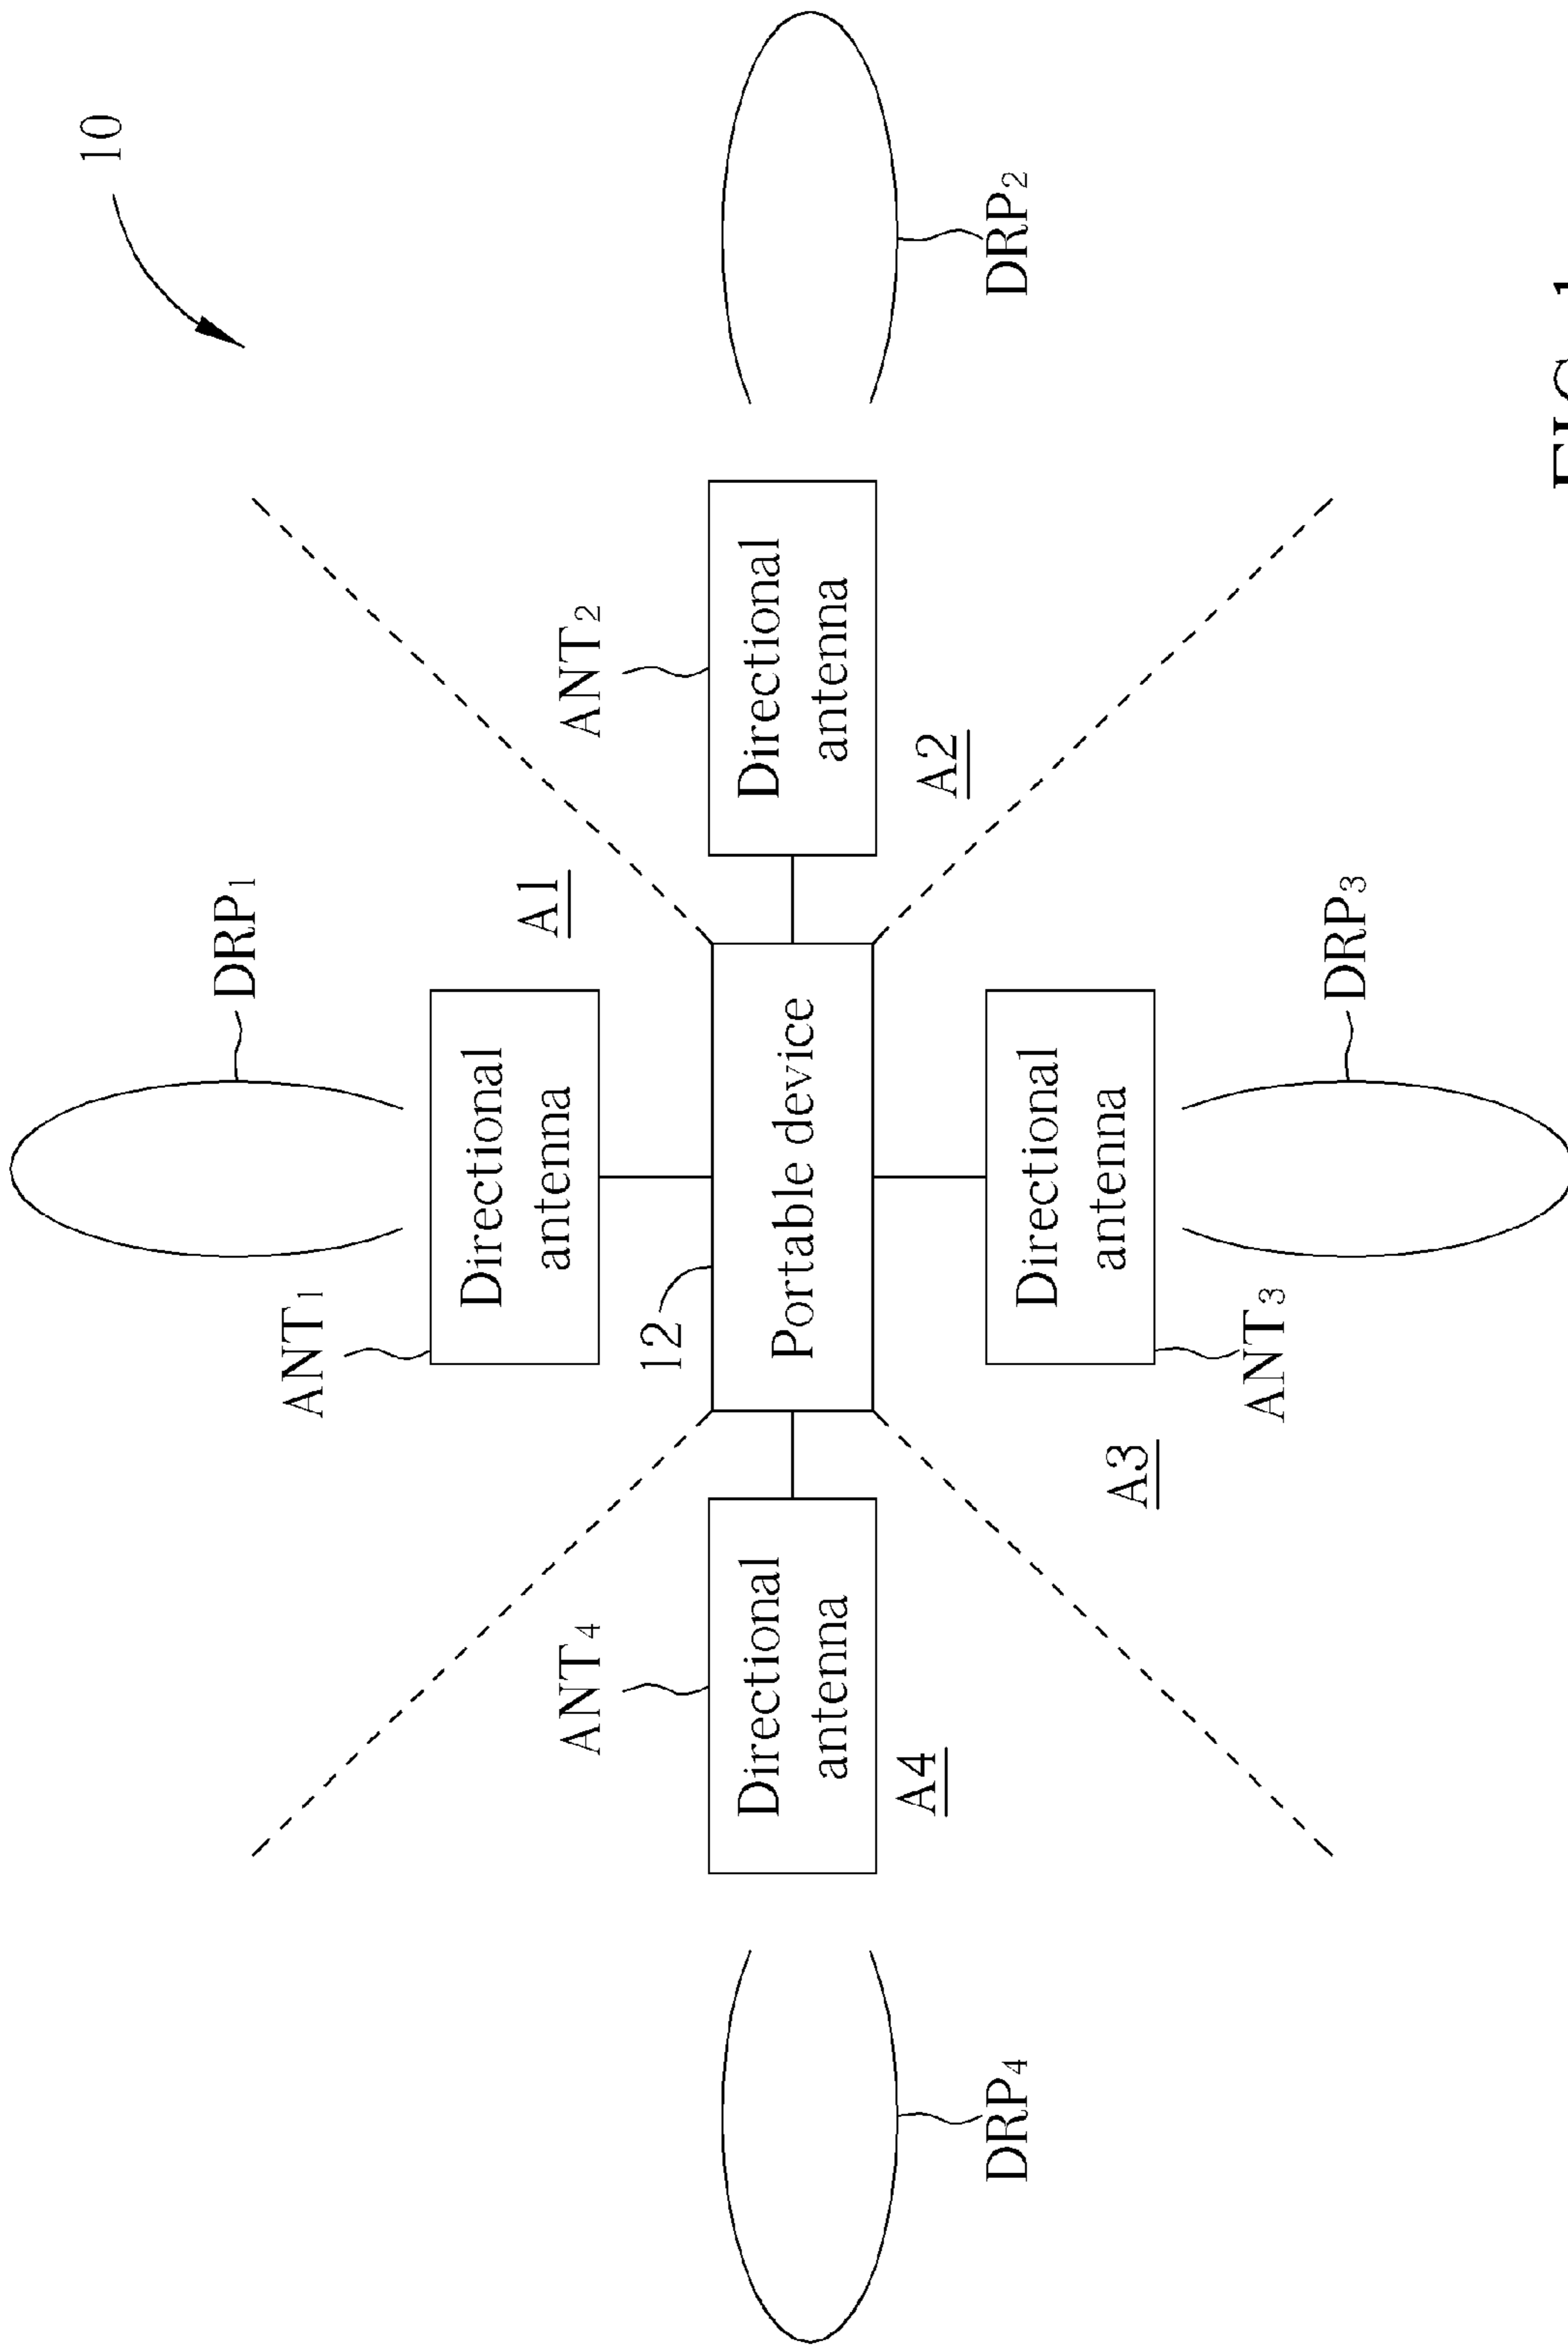 10
DRP1
ANT1
Directional
antenna
A1
ANT4
ANT2
12
Directional
antenna
Portable device
Directional
antenna
A4
A2
DRP4
DRP2
Directional
antenna
A3
ANT3
DRP3